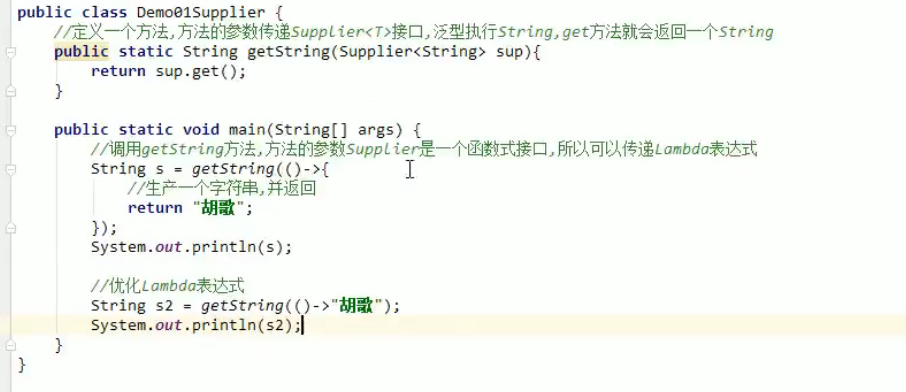 public class Demo01Supplier {
//定义一个方法,方法的参数传递Supplier<T>接口,泛型执行String,get方法就会返回一个String
public static String getString(Supplier<String> sup){
return sup.get();
}
public static void main(String[] args) {
//调用getString方法,方法的参数Supplier是一个函数式接口,所以可以传递Lambda表达式
String s = getString(()->{
//生产一个字符串,并返回
return "胡歌";
});
System.out.println(s);
//优化Lambda表达式
String s2 = getString(()->"胡歌");
System.out.println(s2);
}
}